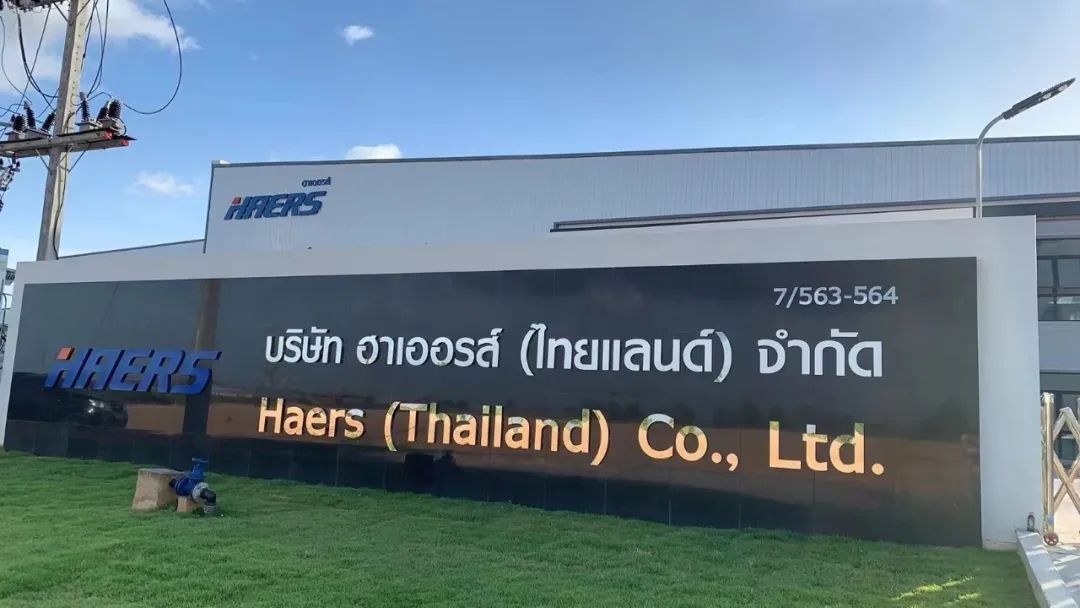 ฮาเออรส์
HAERS
7/563-564
HAERS
บริษัท ฮาเออรส์ (ไทยแลนด์) จำกัด
Haers (Thailand) Co., Ltd.